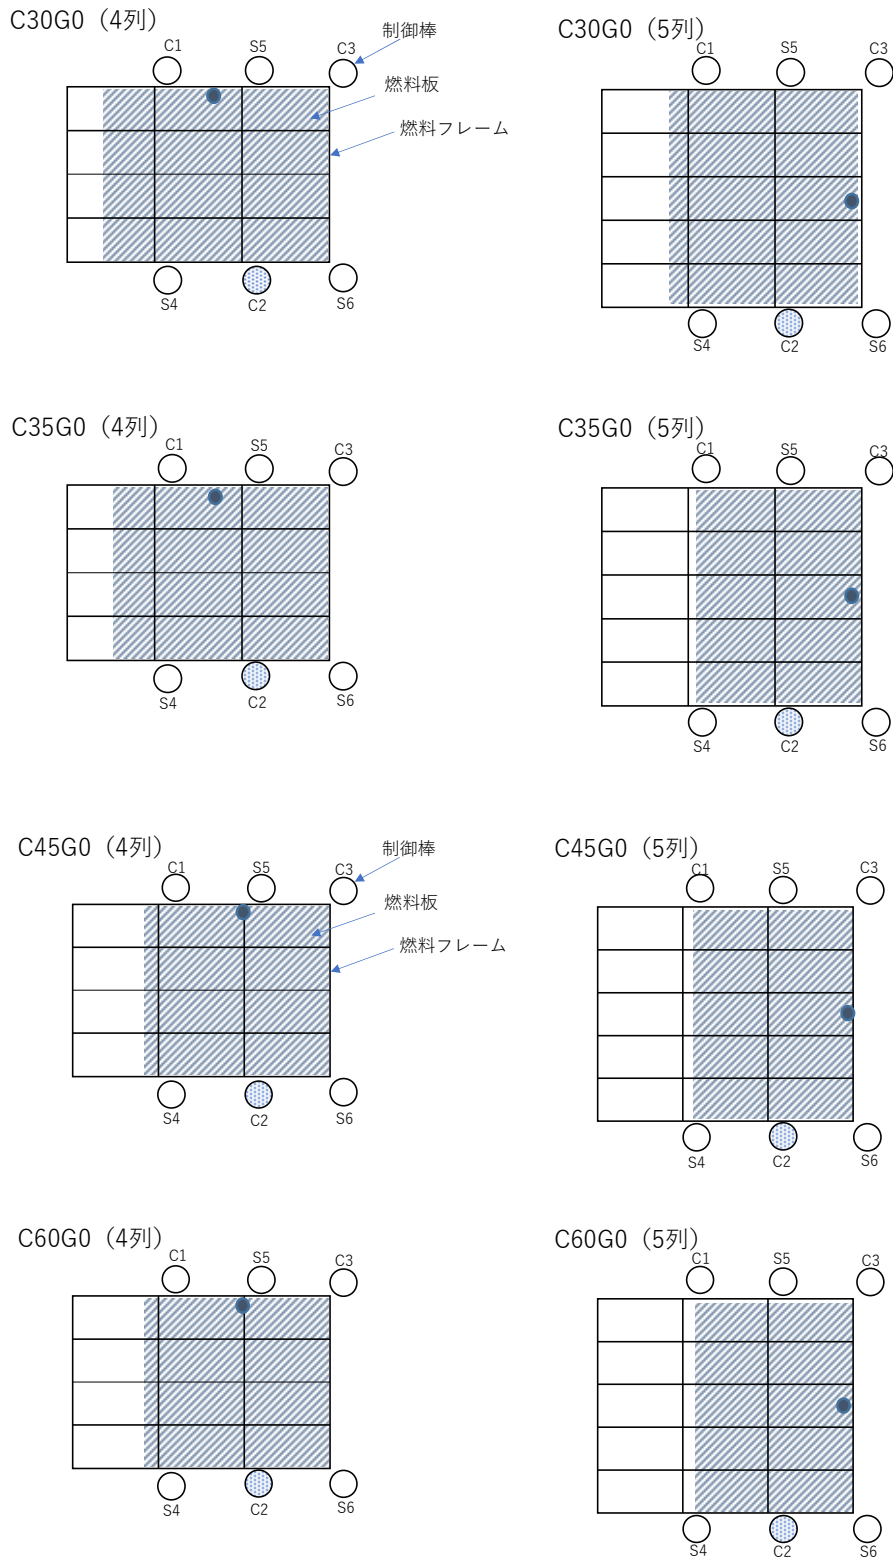 C30G0（4列）
C30G0（5列）
C1
S5
C3
制御棒
燃料板
燃料フレーム
S4
C2
S6
C1
S5
C3
S4
C2
S6
C35G0（4列）
C35G0（5列）
C1
S5
C3
S4
C2
S6
C1
S5
C3
S4
C2
S6
C45G0（4列）
C45G0（5列）
C1
S5
C3
制御棒
燃料板
燃料フレーム
S4
C2
S6
C1
S5
C3
S4
C2
S6
C60G0（4列）
C60G0（5列）
C1
S5
C3
S4
C2
S6
C1
S5
C3
S4
C2
S6